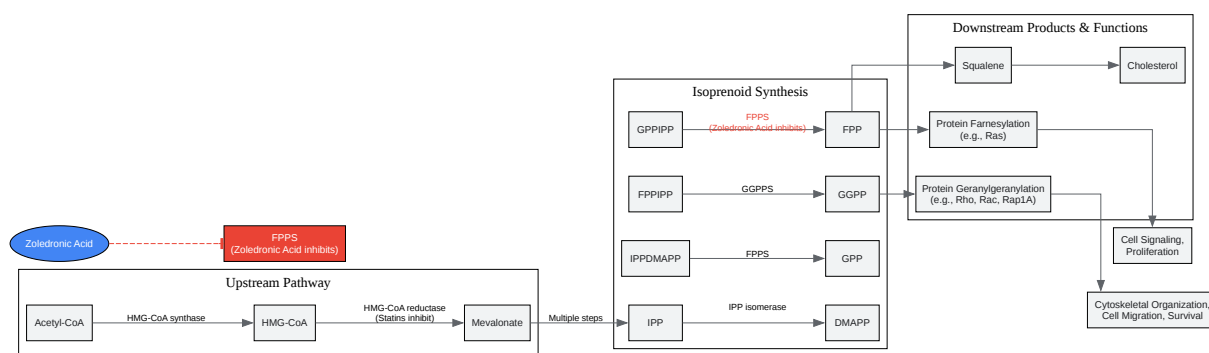 Downstream Products & Functions
Squalene
Cholesterol
Isoprenoid Synthesis
GPPIPP
FPPS
(Zoledronic Acid inhibits)
FPP
Protein Farnesylation
(e.g., Ras)
FPPIPP
GGPPS
GGPP
Protein Geranylgeranylation
(e.g., Rho, Rac, Rap1A)
Zoledronic Acid
FPPS
(Zoledronic Acid inhibits)
IPPDMAPP
FPPS
GPP
Cell Signaling,
Proliferation
Upstream Pathway
Acetyl-CoA
HMG-CoA synthase
HMG-CoA
HMG-CoA reductase
(Statins inhibit)
Mevalonate
Multiple steps
IPP
IPP isomerase
DMAPP
Cytoskeletal Organization,
Cell Migration, Survival